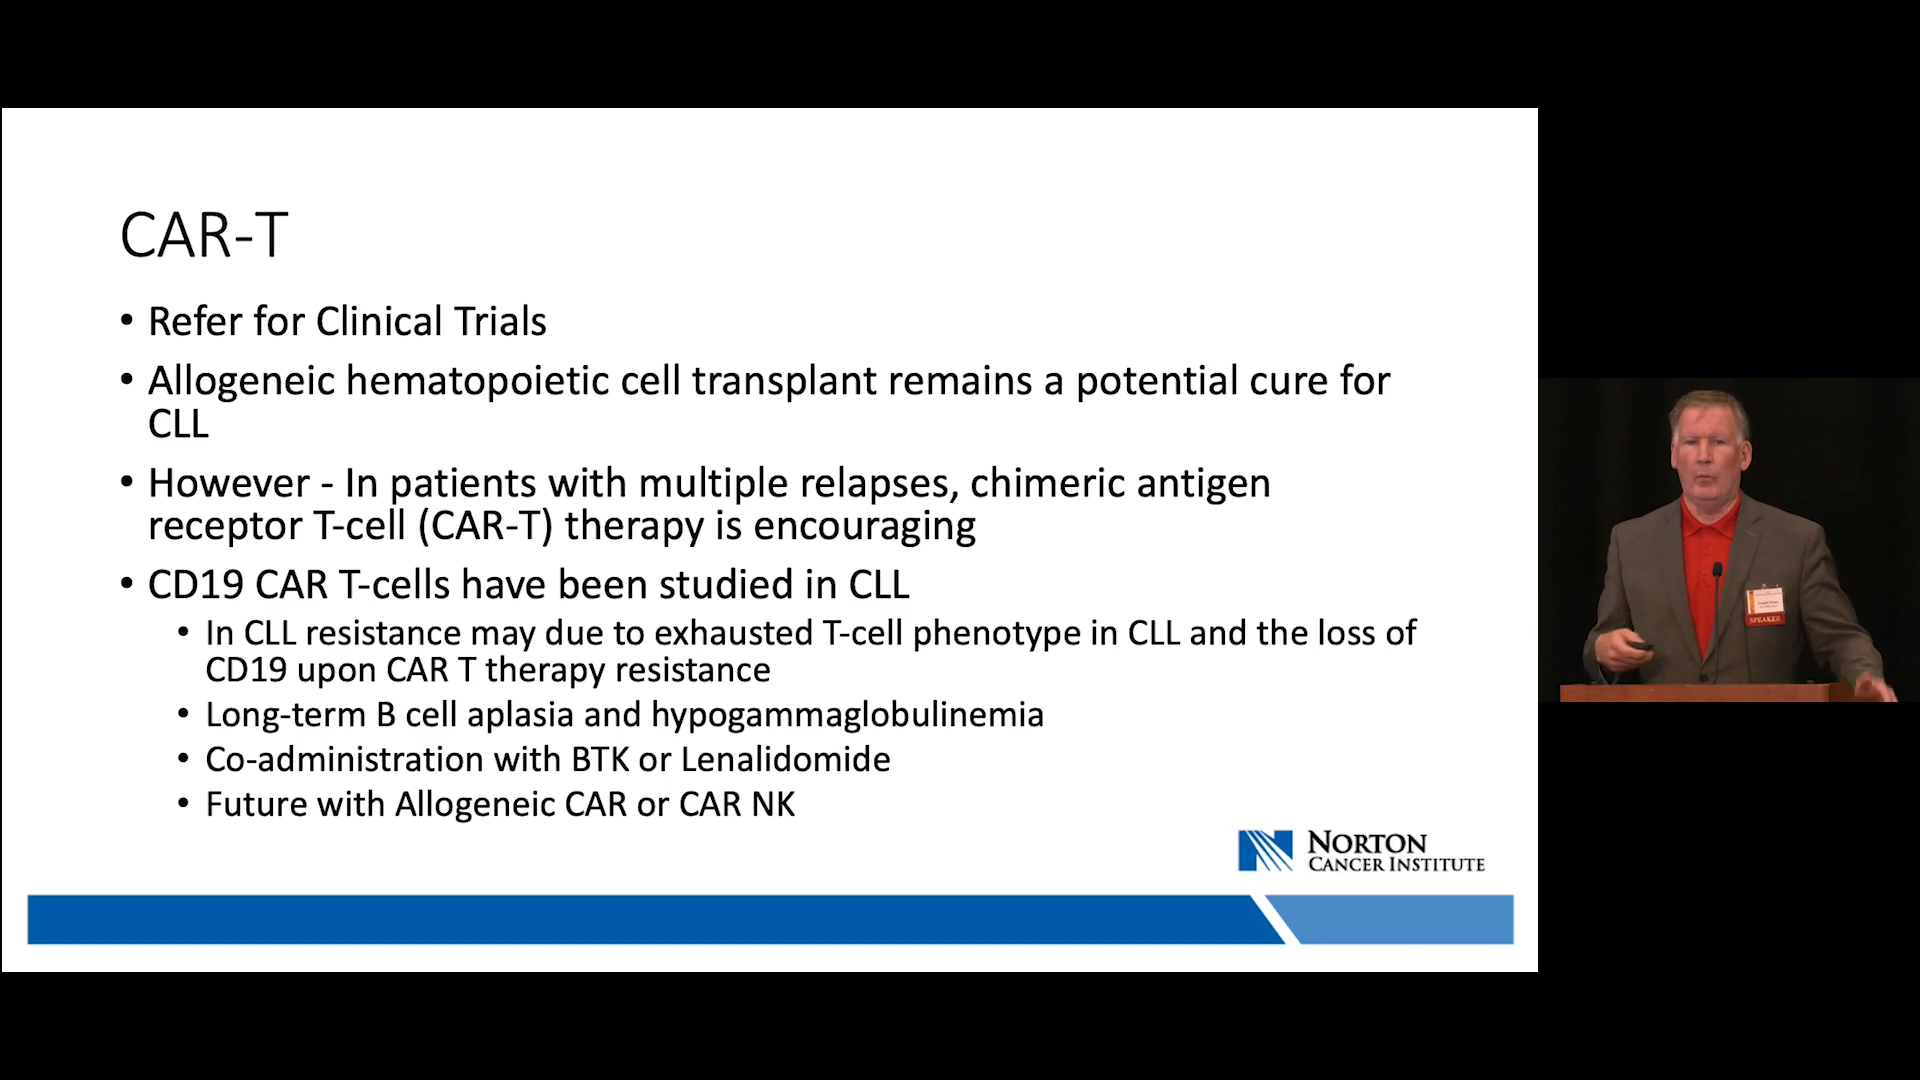 CAR-T
• Refer for Clinical Trials
• Allogeneic hematopoietic cell transplant remains a potential cure for
CLL
• However - In patients with multiple relapses, chimeric antigen
receptor T-cell (CAR-T) therapy is encouraging
• CD19 CAR T-cells have been studied in CLL
• In CLL resistance may due to exhausted T-cell phenotype in CLL and the loss of
CD19 upon CAR T therapy resistance
• Long-term B cell aplasia and hypogammaglobulinemia
• Co-administration with BTK or Lenalidomide
• Future with Allogeneic CAR or CAR NK
NORTON
CANCER INSTITUTE
SPEAKER